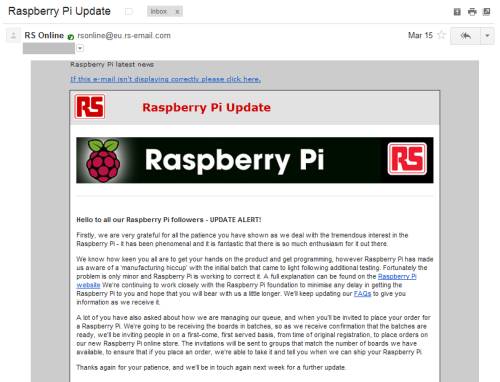 Raspberry Pi Update
Inbox x
RS Online rsonline@eu.rs-email.com
Mar 15
Raspberry Pi latest news
If this e-mail isn't displaying correctly please click here.
RS
Raspberry Pi Update
Raspberry Pi
RS
Hello to all our Raspberry Pi followers - UPDATE ALERT!
Firstly, we are very grateful for all the patience you have shown as we deal with the tremendous interest in the
Raspberry Pi - it has been phenomenal and it is fantastic that there is so much enthusiasm for it out there.
We know how keen you all are to get your hands on the product and get programming, however Raspberry Pi has made
us aware of a 'manufacturing hiccup' with the initial batch that came to light following additional testing. Fortunately the
problem is only minor and Raspberry Pi is working to correct it. A full explanation can be found on the Raspberry Pi
website We're continuing to work closely with the Raspberry Pi foundation to minimise any delay in getting the
Raspberry Pi to you and hope that you will bear with us a little longer. We'll keep updating our FAQs to give you
information as we receive it.
A lot of you have also asked about how we are managing our queue, and when you'll be invited to place your order for
a Raspberry Pi. We're going to be receiving the boards in batches, so as we receive confirmation that the batches are
ready, we'll be inviting people in on a first-come, first served basis, from time of original registration, to place orders on
our new Raspberry Pi online store. The invitations will be sent to groups that match the number of boards we have
available, to ensure that if you place an order, we're able to take it and tell you when we can ship your Raspberry Pi.
Thanks again for your patience, and we'll be in touch again next week for a further update.